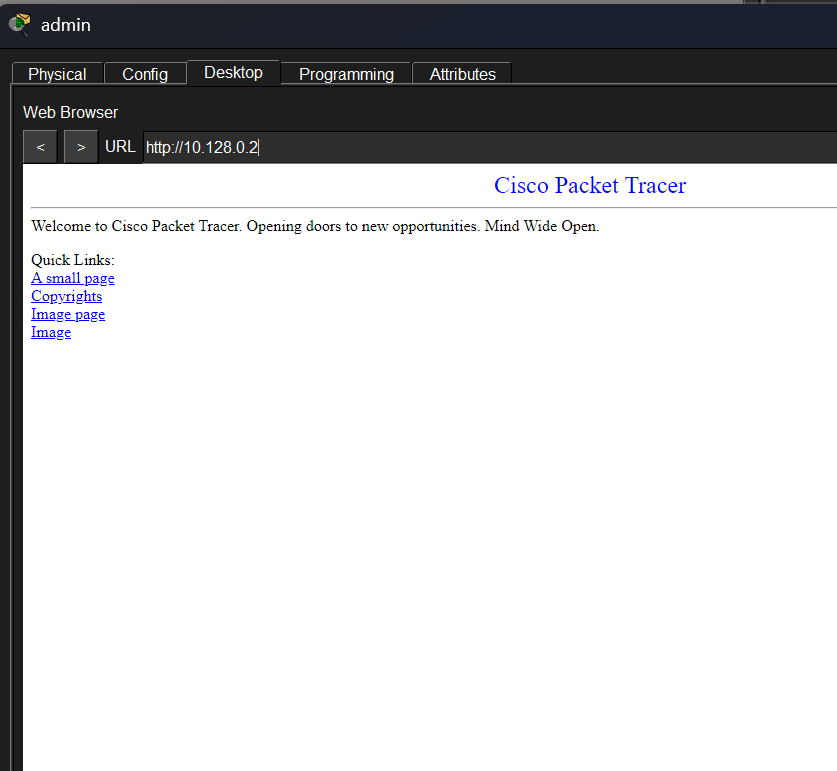 admin
Physical Config Desktop Programming Attributes
Web Browser
< > URL http://10.128.0.2
Cisco Packet Tracer
Welcome to Cisco Packet Tracer. Opening doors to new opportunities. Mind Wide Open.
Quick Links:
A small page
Copyrights
Image page
Image